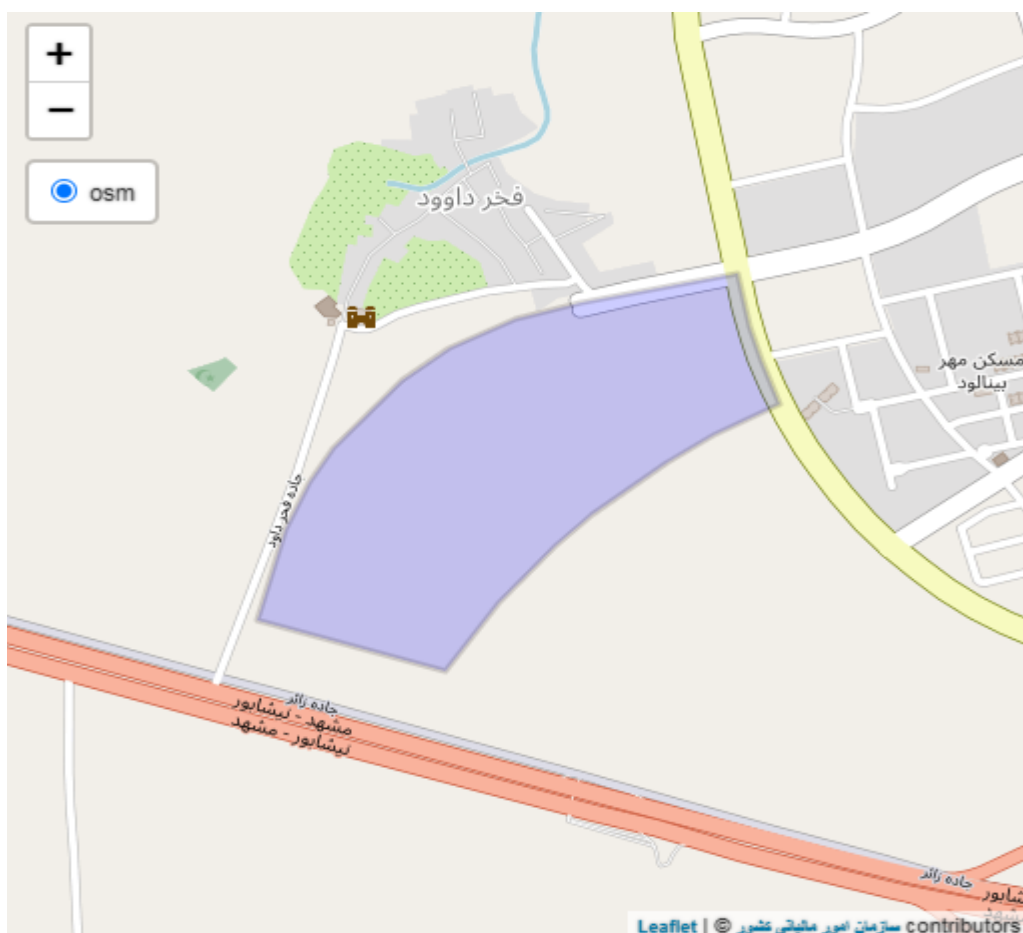 +
−
osm
فخر داوود
مسکن مهر
بینالود
جاده فخر داود
جاده زائر
مشهد - نیشابور
نیشابور - مشهد
جاده زائر
Leaflet | © سازمان امور مالیاتی کشور contributors